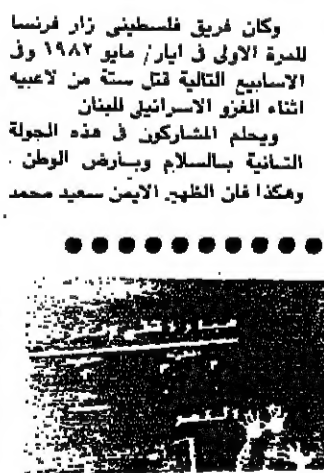 وكان فريق فلسطيني زار فرنسا
للمرة الاولى في ايار/ مايو ١٩٨٢ وفي
الاسابيع التالية قتل ستة من لاعبيه
اثناء الغزو الاسرائيلي للبنان
ويحلم المشاركون في هذه الجولة
الثانية بالسلام وبارض الوطن .
وهكذا فان الظهير الايمن سعيد محمد